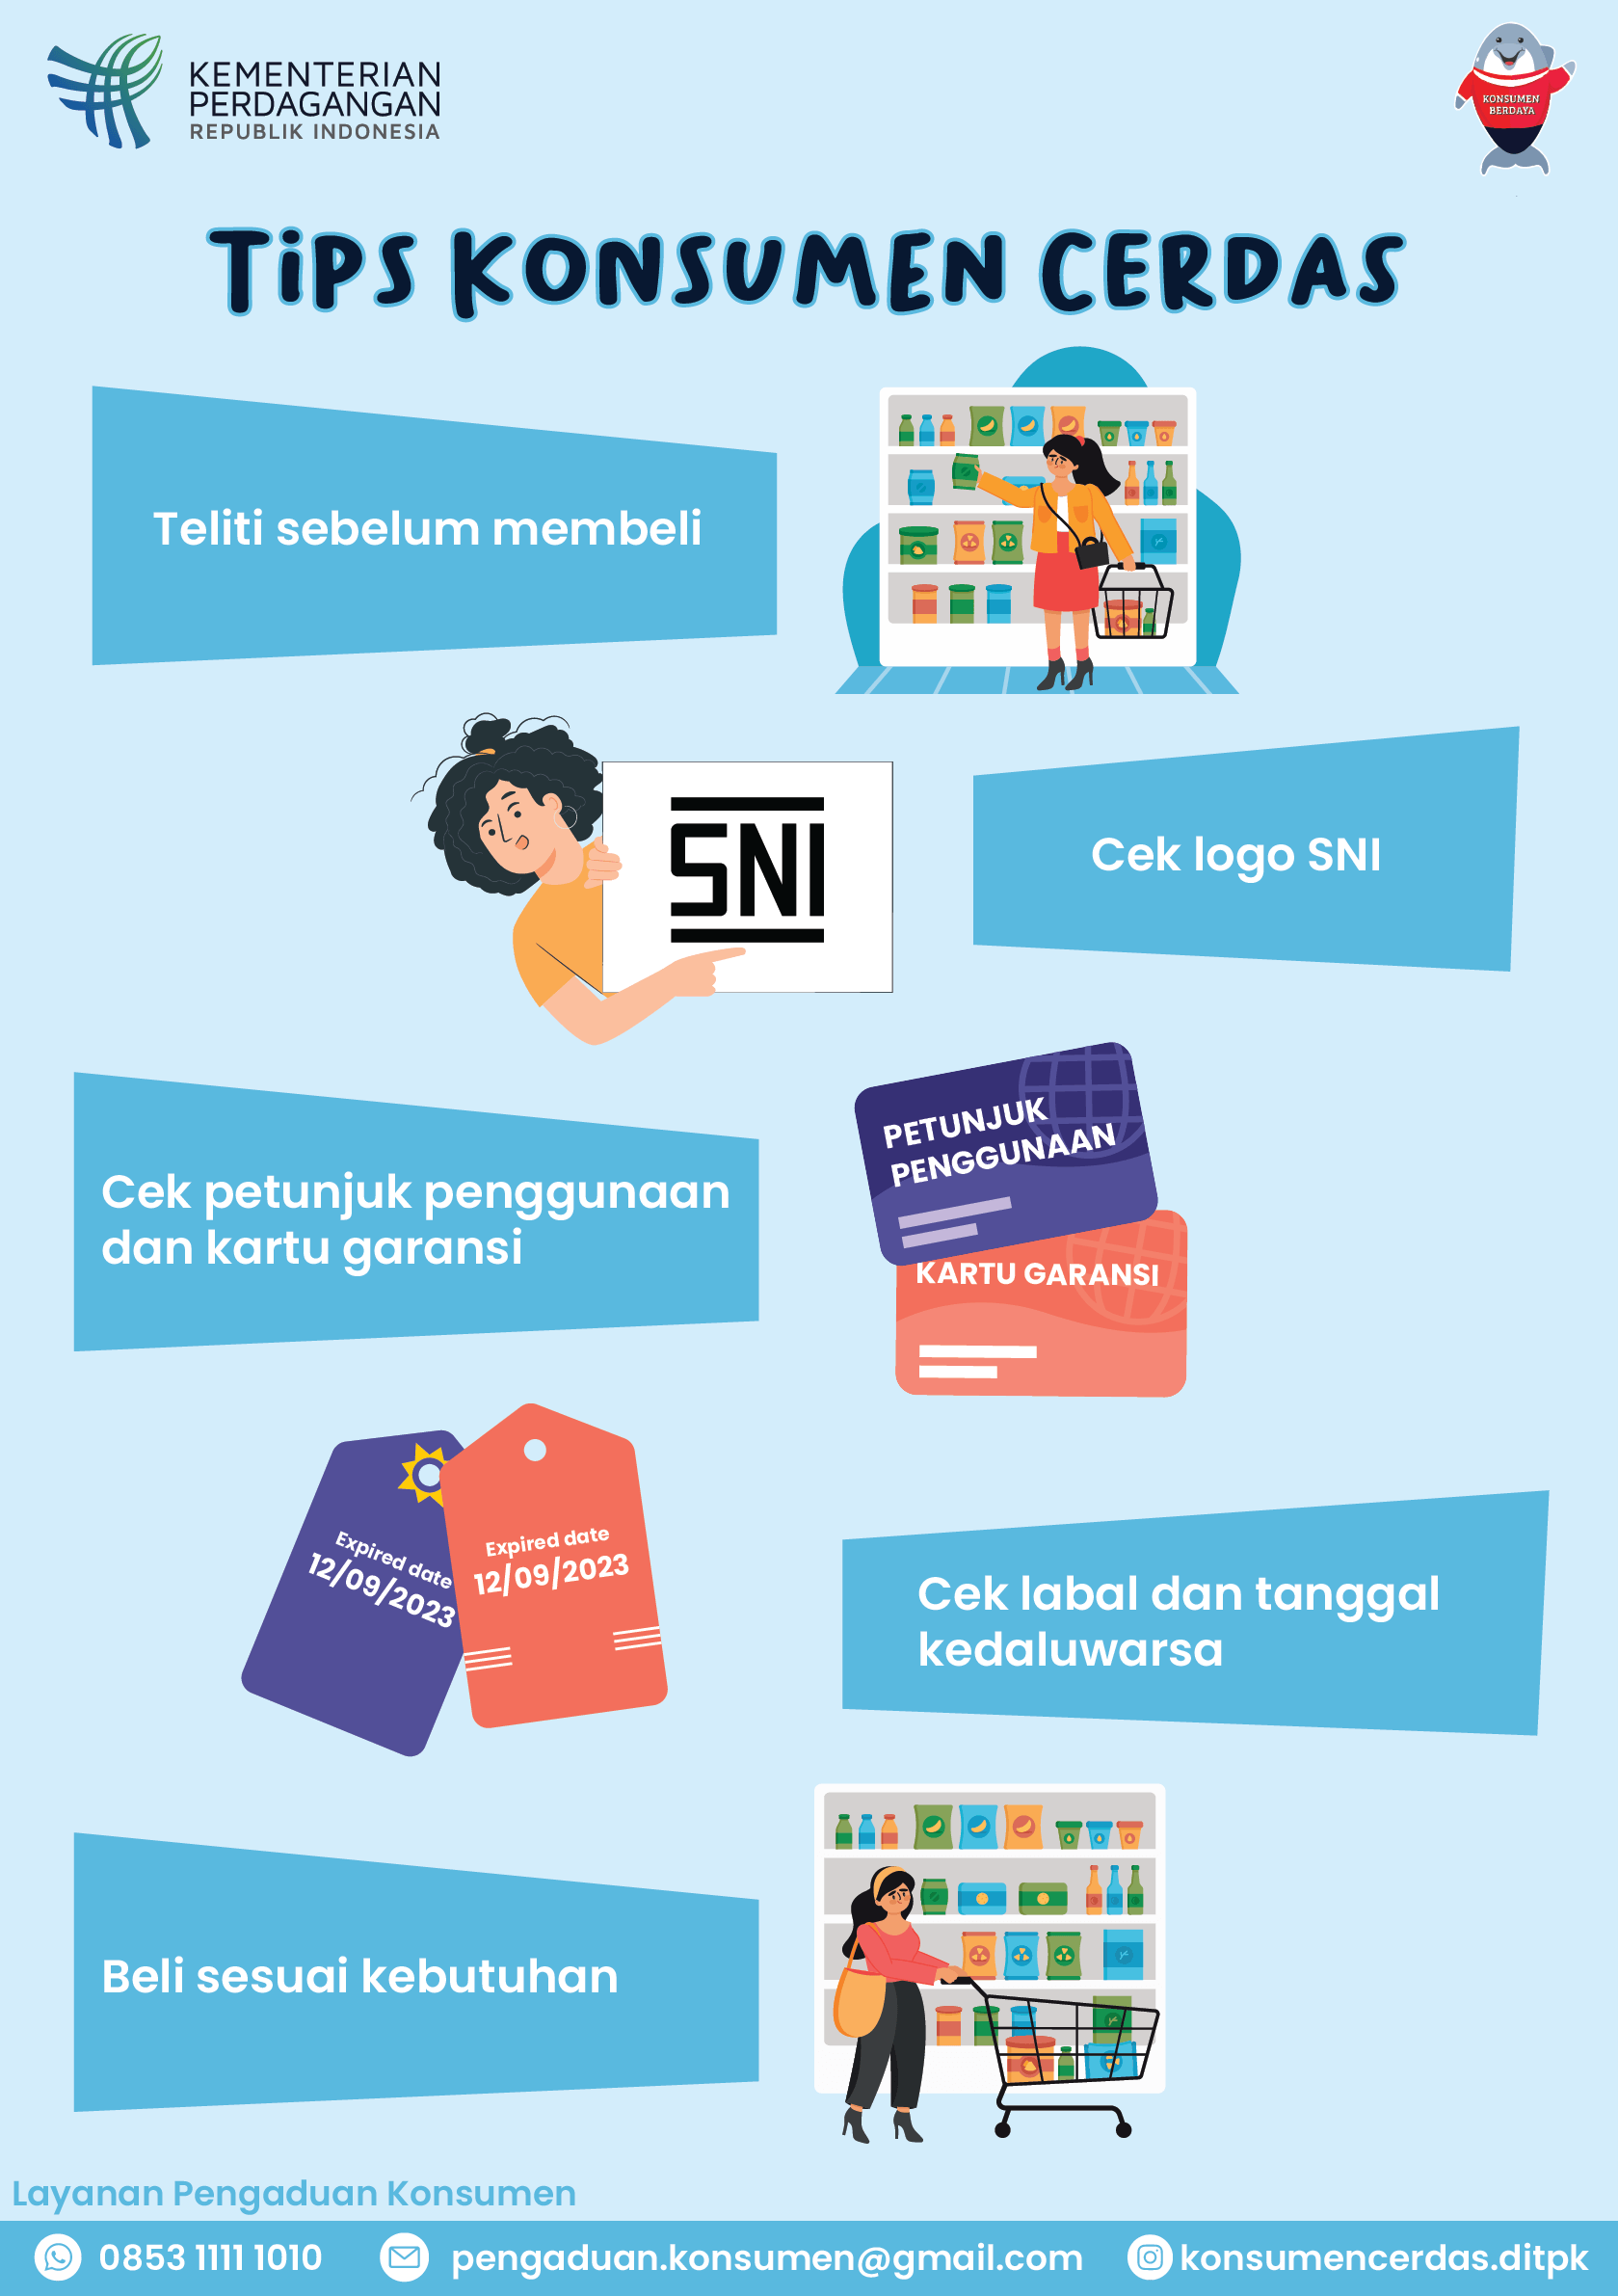 KEMENTERIAN
PERDAGANGAN
REPUBLIK INDONESIA
KONSUMEN
BERDAYA
TiPS KONSUMEN CERDAS
Teliti sebelum membeli
SNI
Cek logo SNI
Cek petunjuk penggunaan
dan kartu garansi
PETUNJUK
PENGGUNAAN
KARTU GARANSI
Expired date
12/09/2023
Expired date
12/09/2023
Cek labal dan tanggal
kedaluwarsa
Beli sesuai kebutuhan
Layanan Pengaduan Konsumen
0853 1111 1010
pengaduan.konsumen@gmail.com
konsumencerdas.ditpk